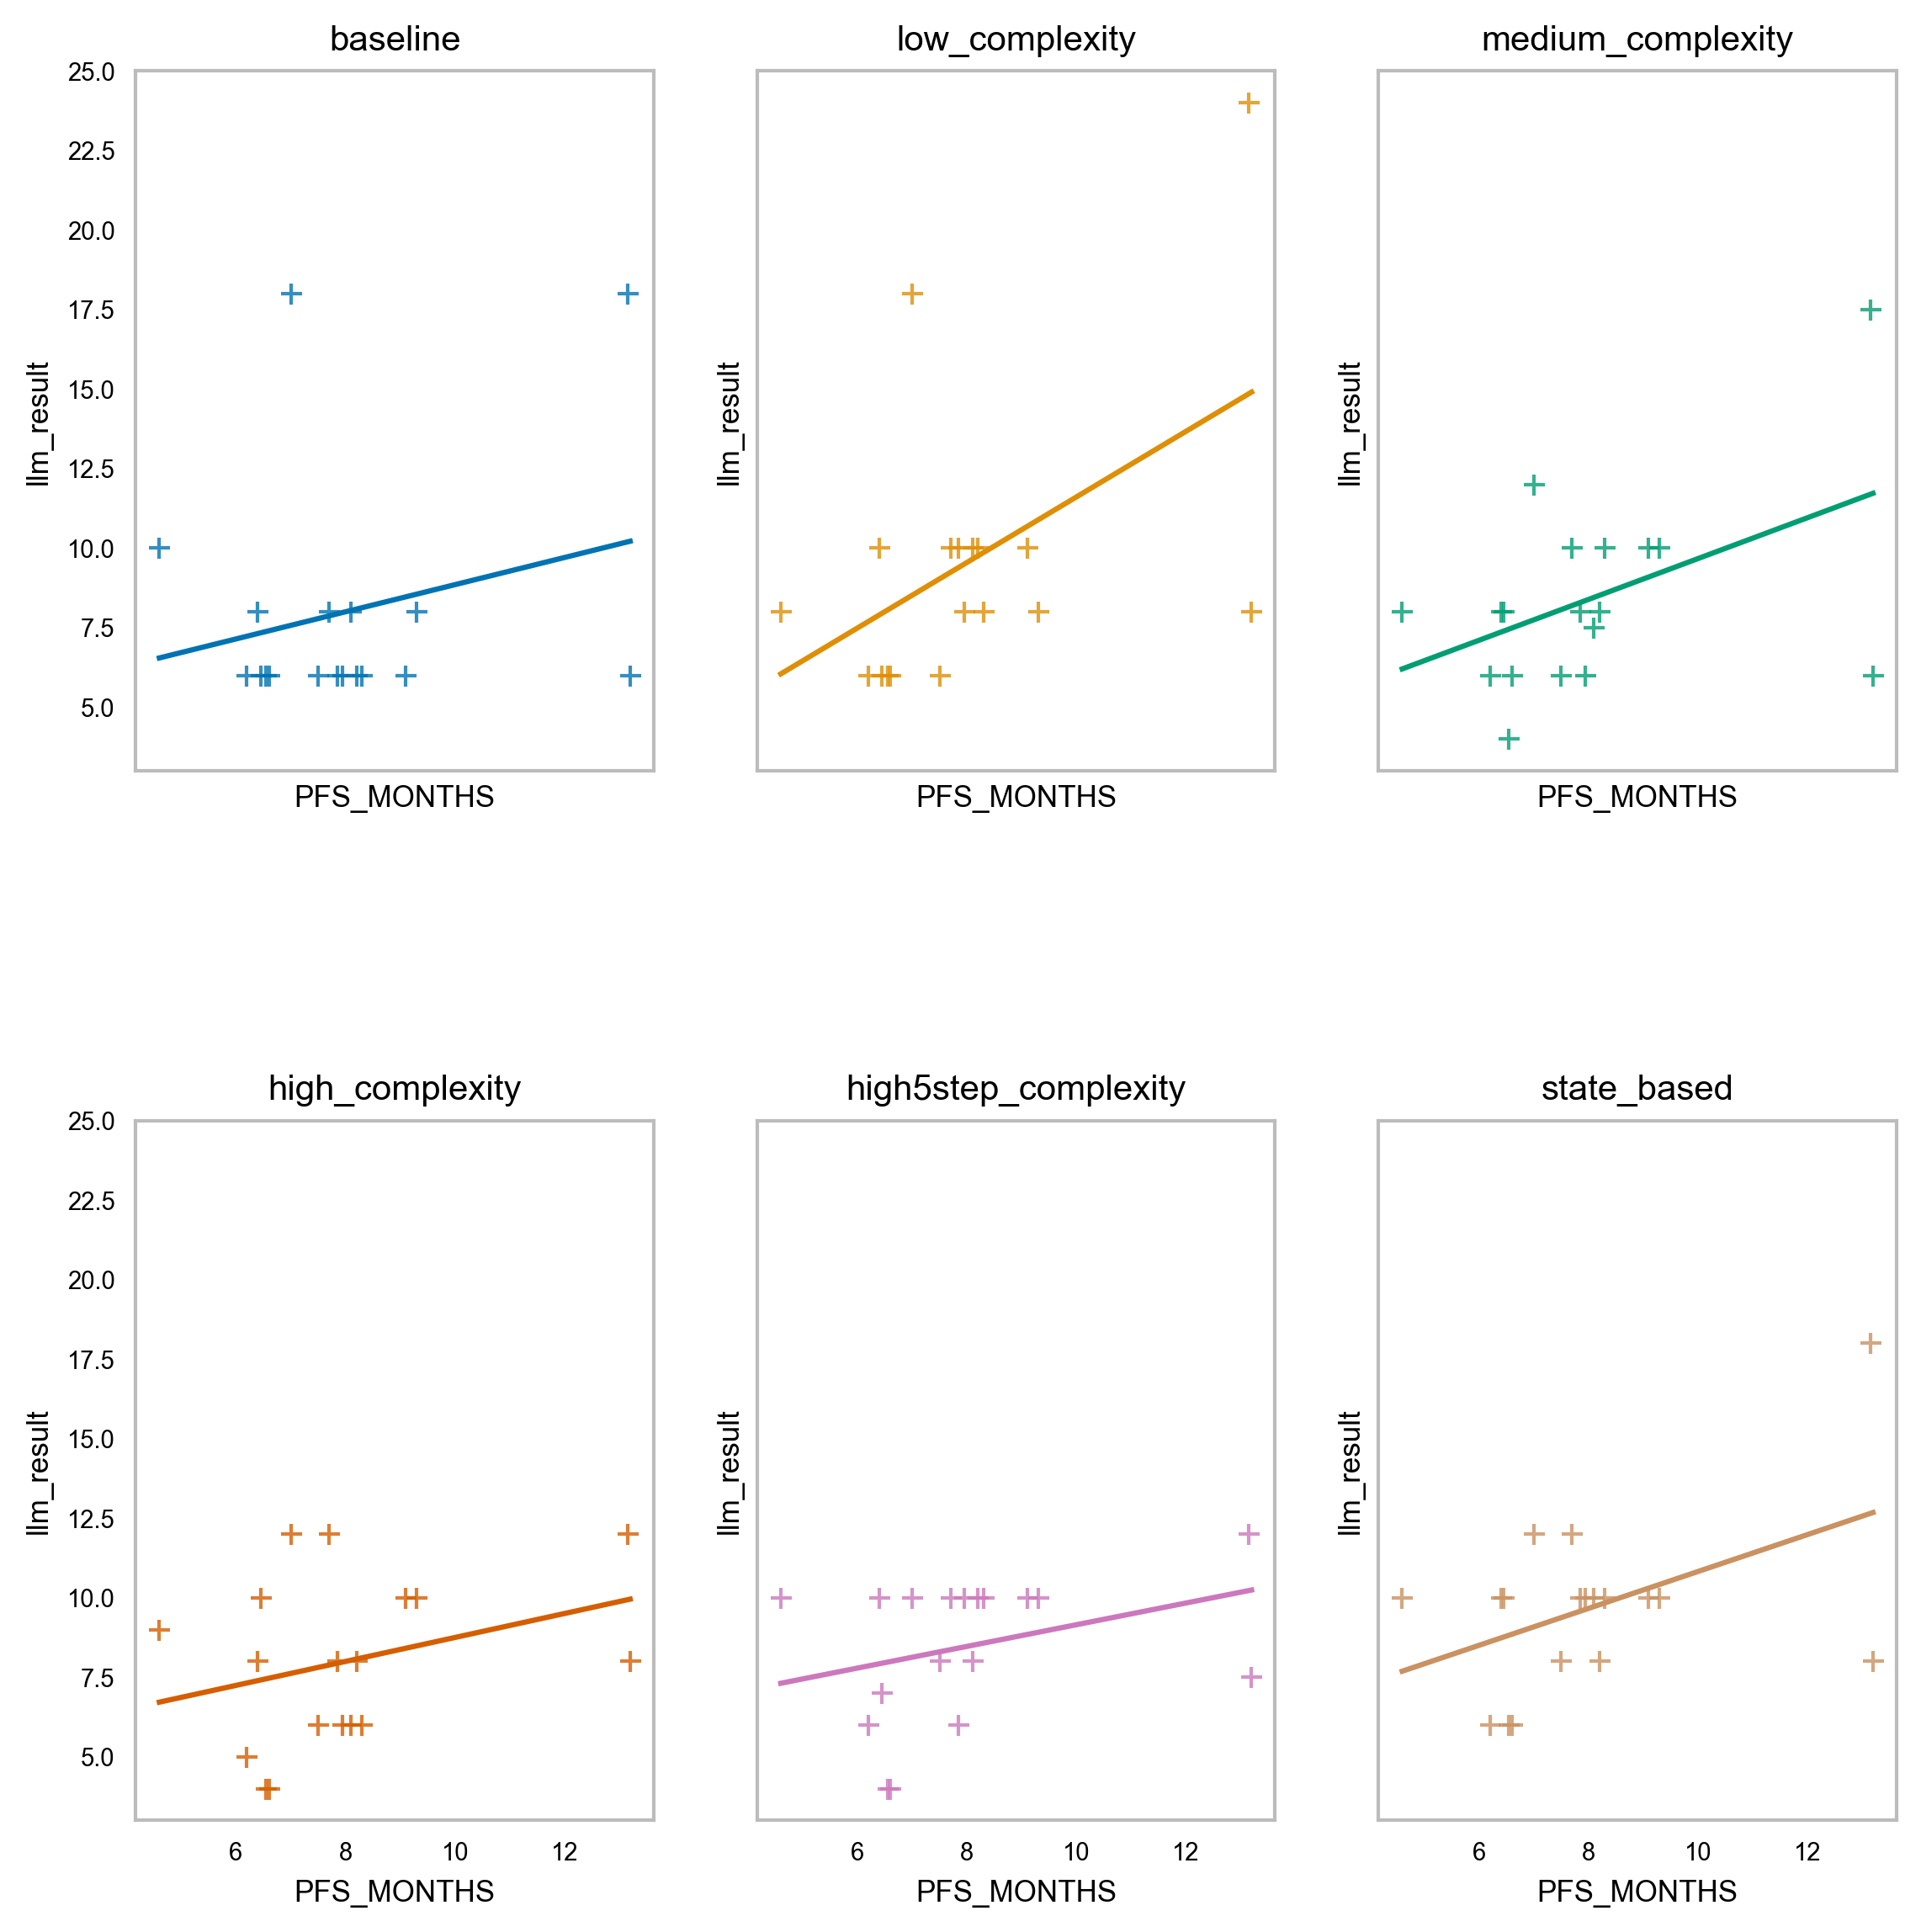 baseline
low_complexity
medium_complexity
25.0
22.5
20.0
17.5
15.0
12.5
10.0
7.5
5.0
llm_result
llm_result
llm_result
PFS_MONTHS
PFS_MONTHS
PFS_MONTHS
high_complexity
high5step_complexity
state_based
25.0
22.5
20.0
17.5
15.0
12.5
10.0
7.5
5.0
llm_result
llm_result
llm_result
6 8 10 12
6 8 10 12
6 8 10 12
PFS_MONTHS
PFS_MONTHS
PFS_MONTHS